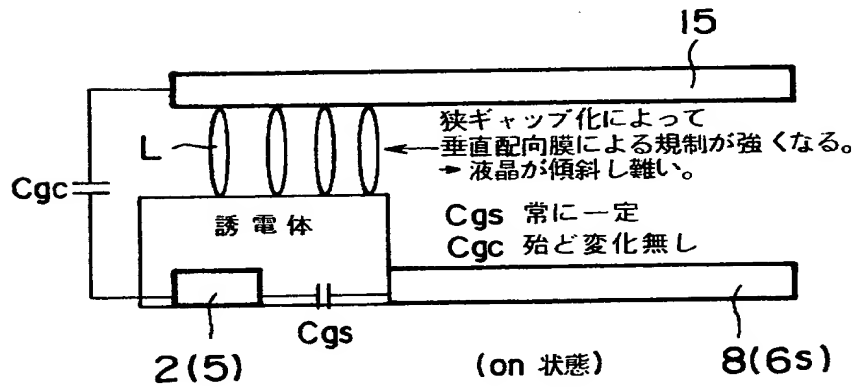 15
L
狭ギャップ化によって
垂直配向膜による規制が強くなる。
→ 液晶が傾斜し難い。
Cgc
誘電体
Cgs 常に一定
Cgc 殆ど変化無し
Cgs
2(5)
(on 状態)
8(6s)